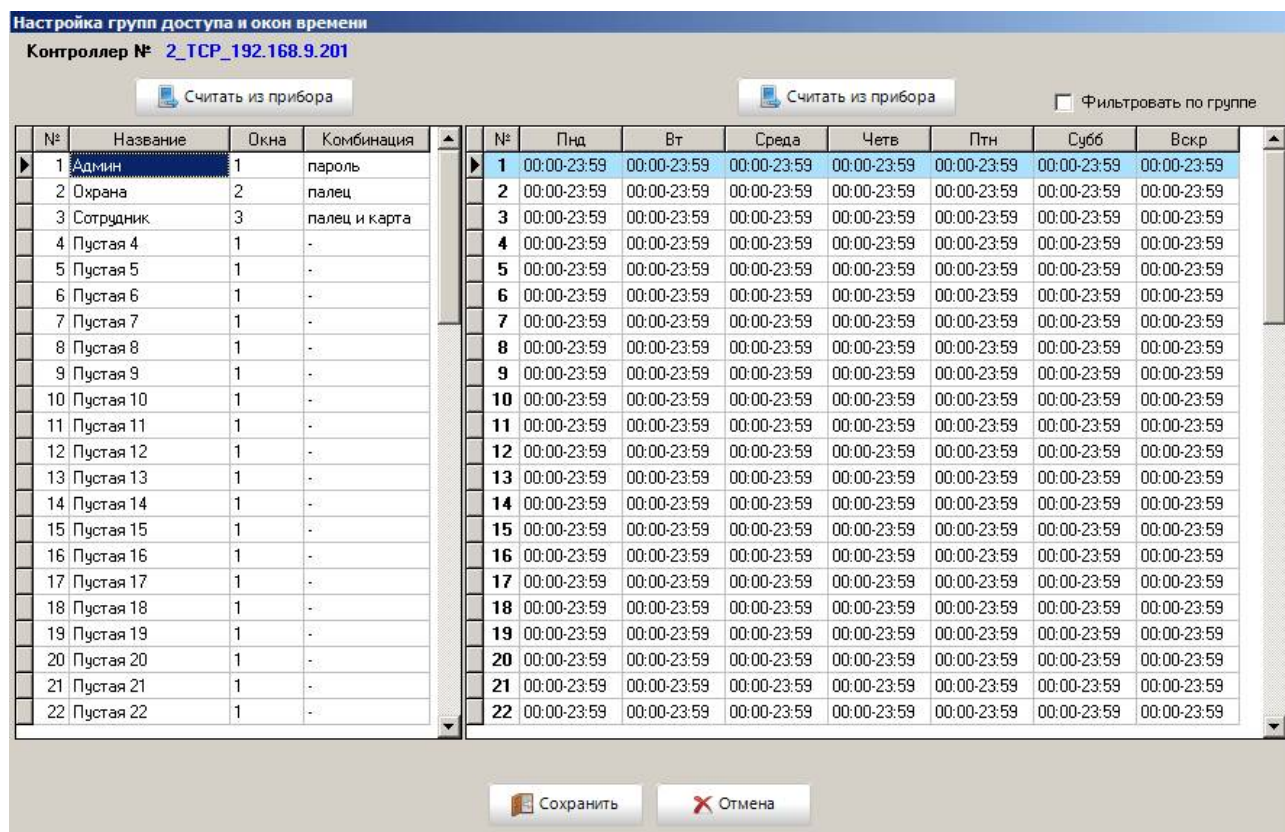 Настройка групп доступа и окон времени
Контроллер № 2_TCP_192.168.9.201
Считать из прибора Считать из прибора Фильтровать по группе
№ Название Окна Комбинация № Пнд Вт Среда Четв Птн Субб Вскр
1 Админ 1 пароль 1 00:00-23:59 00:00-23:59 00:00-23:59 00:00-23:59 00:00-23:59 00:00-23:59 00:00-23:59
2 Охрана 2 палец 2 00:00-23:59 00:00-23:59 00:00-23:59 00:00-23:59 00:00-23:59 00:00-23:59 00:00-23:59
3 Сотрудник 3 палец и карта 3 00:00-23:59 00:00-23:59 00:00-23:59 00:00-23:59 00:00-23:59 00:00-23:59 00:00-23:59
4 Пустая 4 1 - 4 00:00-23:59 00:00-23:59 00:00-23:59 00:00-23:59 00:00-23:59 00:00-23:59 00:00-23:59
5 Пустая 5 1 - 5 00:00-23:59 00:00-23:59 00:00-23:59 00:00-23:59 00:00-23:59 00:00-23:59 00:00-23:59
6 Пустая 6 1 - 6 00:00-23:59 00:00-23:59 00:00-23:59 00:00-23:59 00:00-23:59 00:00-23:59 00:00-23:59
7 Пустая 7 1 - 7 00:00-23:59 00:00-23:59 00:00-23:59 00:00-23:59 00:00-23:59 00:00-23:59 00:00-23:59
8 Пустая 8 1 - 8 00:00-23:59 00:00-23:59 00:00-23:59 00:00-23:59 00:00-23:59 00:00-23:59 00:00-23:59
9 Пустая 9 1 - 9 00:00-23:59 00:00-23:59 00:00-23:59 00:00-23:59 00:00-23:59 00:00-23:59 00:00-23:59
10 Пустая 10 1 - 10 00:00-23:59 00:00-23:59 00:00-23:59 00:00-23:59 00:00-23:59 00:00-23:59 00:00-23:59
11 Пустая 11 1 - 11 00:00-23:59 00:00-23:59 00:00-23:59 00:00-23:59 00:00-23:59 00:00-23:59 00:00-23:59
12 Пустая 12 1 - 12 00:00-23:59 00:00-23:59 00:00-23:59 00:00-23:59 00:00-23:59 00:00-23:59 00:00-23:59
13 Пустая 13 1 - 13 00:00-23:59 00:00-23:59 00:00-23:59 00:00-23:59 00:00-23:59 00:00-23:59 00:00-23:59
14 Пустая 14 1 - 14 00:00-23:59 00:00-23:59 00:00-23:59 00:00-23:59 00:00-23:59 00:00-23:59 00:00-23:59
15 Пустая 15 1 - 15 00:00-23:59 00:00-23:59 00:00-23:59 00:00-23:59 00:00-23:59 00:00-23:59 00:00-23:59
16 Пустая 16 1 - 16 00:00-23:59 00:00-23:59 00:00-23:59 00:00-23:59 00:00-23:59 00:00-23:59 00:00-23:59
17 Пустая 17 1 - 17 00:00-23:59 00:00-23:59 00:00-23:59 00:00-23:59 00:00-23:59 00:00-23:59 00:00-23:59
18 Пустая 18 1 - 18 00:00-23:59 00:00-23:59 00:00-23:59 00:00-23:59 00:00-23:59 00:00-23:59 00:00-23:59
19 Пустая 19 1 - 19 00:00-23:59 00:00-23:59 00:00-23:59 00:00-23:59 00:00-23:59 00:00-23:59 00:00-23:59
20 Пустая 20 1 - 20 00:00-23:59 00:00-23:59 00:00-23:59 00:00-23:59 00:00-23:59 00:00-23:59 00:00-23:59
21 Пустая 21 1 - 21 00:00-23:59 00:00-23:59 00:00-23:59 00:00-23:59 00:00-23:59 00:00-23:59 00:00-23:59
22 Пустая 22 1 - 22 00:00-23:59 00:00-23:59 00:00-23:59 00:00-23:59 00:00-23:59 00:00-23:59 00:00-23:59
Сохранить Отмена